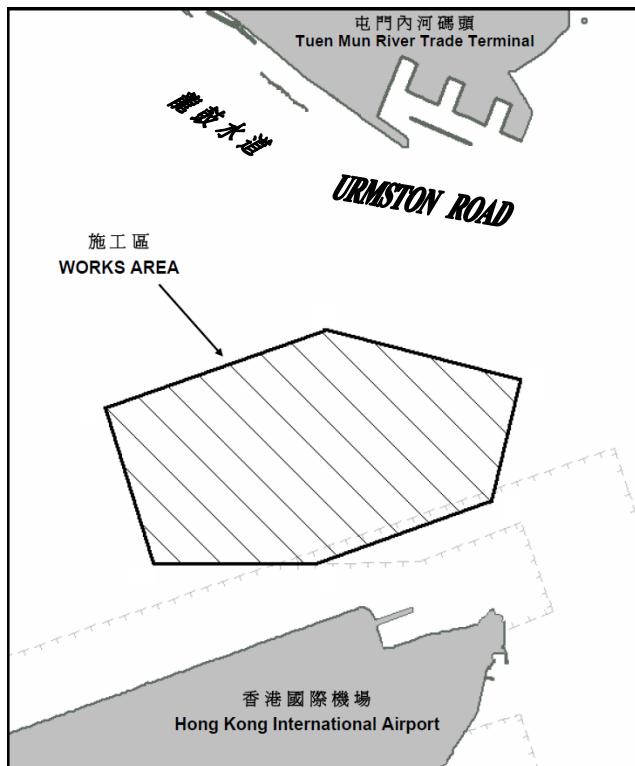 屯門內河碼頭
Tuen Mun River Trade Terminal
龍鼓水道
URMSTON ROAD
施工區
WORKS AREA
香港國際機場
Hong Kong International Airport